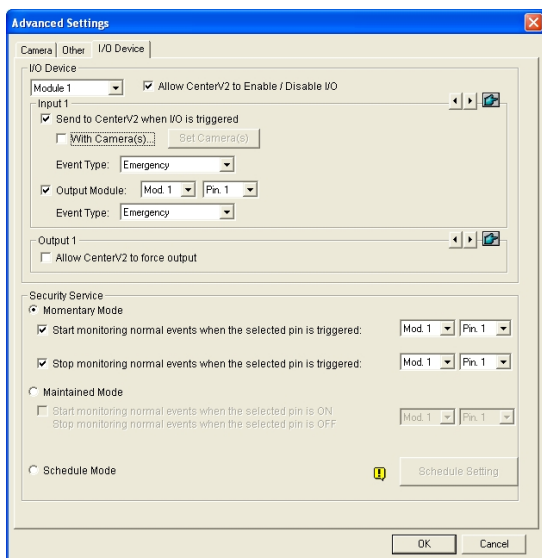 Advanced Settings
Camera Other I/O Device
I/O Device
Module 1 Allow CenterV2 to Enable / Disable I/O
Input 1
Send to CenterV2 when I/O is triggered
With Camera(s)... Set Camera(s)
Event Type: Emergency
Output Module: Mod. 1 Pin. 1
Event Type: Emergency
Output 1
Allow CenterV2 to force output
Security Service
Momentary Mode
Start monitoring normal events when the selected pin is triggered: Mod. 1 Pin. 1
Stop monitoring normal events when the selected pin is triggered: Mod. 1 Pin. 1
Maintained Mode
Start monitoring normal events when the selected pin is ON
Stop monitoring normal events when the selected pin is OFF
Mod. 1 Pin. 1
Schedule Mode ! Schedule Setting
OK Cancel